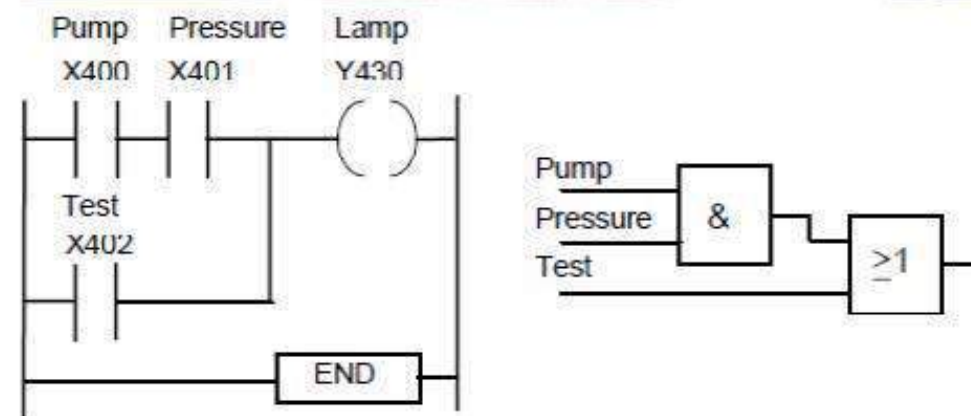 Pump Pressure Lamp
X400 X401 Y430
Test
X402
END
Pump
Pressure
Test
&
≥1